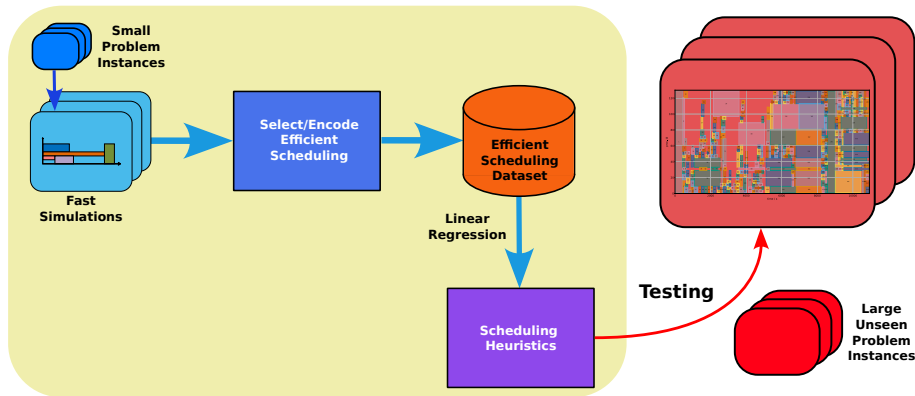 Small
Problem
Instances
Fast
Simulations
Select/Encode
Efficient
Scheduling
Efficient
Scheduling
Dataset
Linear
Regression
Scheduling
Heuristics
Testing
Large
Unseen
Problem
Instances